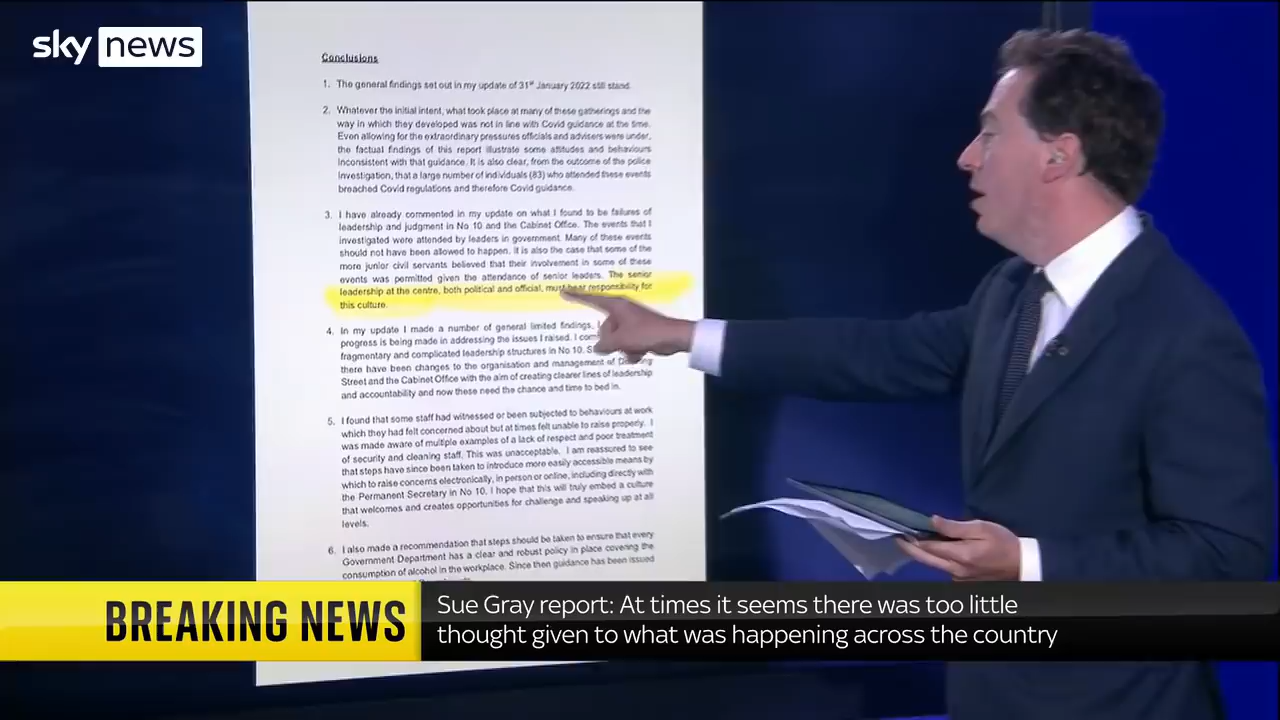 sky news
Conclusions
1. The general findings set out in my update of 31st January 2022 still stand.
2. Whatever the initial intent, what took place at many of these gatherings and the
way in which they developed was not in line with Covid guidance at the time.
Even allowing for the extraordinary pressures officials and advisers were under,
the factual findings of this report illustrate some attitudes and behaviours
inconsistent with that guidance. It is also clear, from the outcome of the police
investigation, that a large number of individuals (83) who attended these events
breached Covid regulations and therefore Covid guidance.
3. I have already commented in my update on what I found to be failures of
leadership and judgment in No 10 and the Cabinet Office. The events that I
investigated were attended by leaders in government. Many of these events
should not have been allowed to happen. It is also the case that some of the
more junior civil servants believed that their involvement in some of these
events was permitted given the attendance of senior leaders. The senior
leadership at the centre, both political and official, must bear responsibility for
this culture.
4. In my update I made a number of general limited findings.
progress is being made in addressing the issues I raised. I
fragmentary and complicated leadership structures in No 10.
there have been changes to the organisation and management of Downing
Street and the Cabinet Office with the aim of creating clearer lines of leadership
and accountability and now these need the chance and time to bed in.
5. I found that some staff had witnessed or been subjected to behaviours at work
which they had felt concerned about but at times felt unable to raise properly. I
was made aware of multiple examples of a lack of respect and poor treatment
of security and cleaning staff. This was unacceptable. I am reassured to see
that steps have since been taken to introduce more easily accessible means by
which to raise concerns electronically, in person or online, including directly with
the Permanent Secretary in No 10. I hope that this will truly embed a culture
that welcomes and creates opportunities for challenge and speaking up at all
levels.
6. I also made a recommendation that steps should be taken to ensure that every
Government Department has a clear and robust policy in place covering the
consumption of alcohol in the workplace. Since then guidance has been issued
BREAKING NEWS
Sue Gray report: At times it seems there was too little
thought given to what was happening across the country